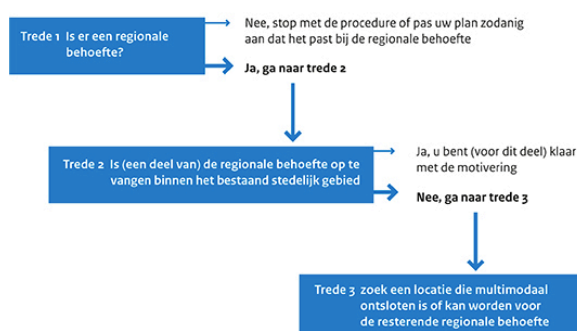 Trede 1 Is er een regionale
behoefte?
Nee, stop met de procedure of pas uw plan zodanig
aan dat het past bij de regionale behoefte
Ja, ga naar trede 2
Trede 2 Is (een deel van) de regionale behoefte op te
vangen binnen het bestaand stedelijk gebied
Ja, u bent (voor dit deel) klaar
met de motivering
Nee, ga naar trede 3
Trede 3 zoek een locatie die multimodaal
ontsloten is of kan worden voor
de resterende regionale behoefte